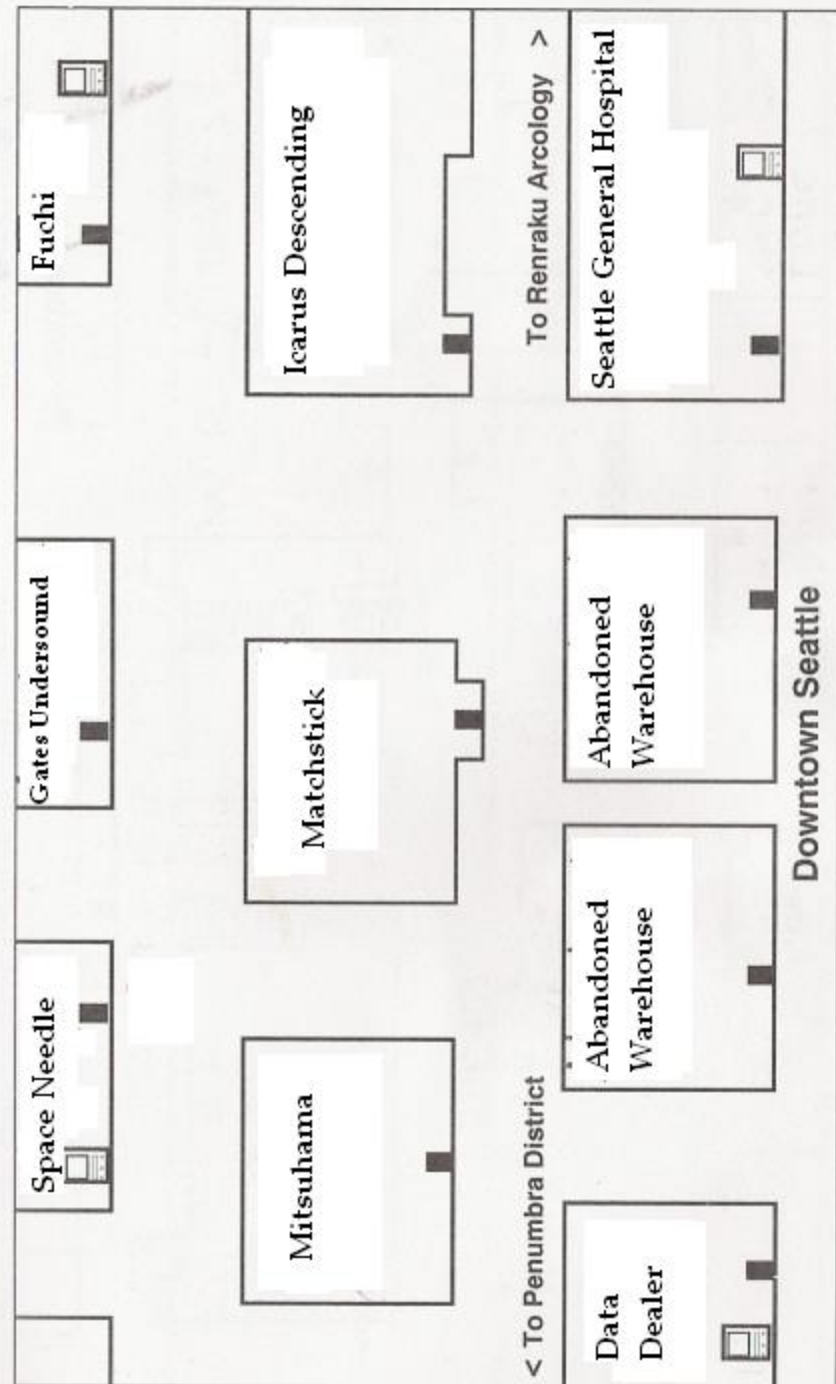 Space Needle
Gates Undersound
Fuchi
Mitsuhama
Matchstick
Icarus Descending
< To Penumbra District
To Renraku Arcology >
Data
Dealer
Abandoned
Warehouse
Abandoned
Warehouse
Seattle General Hospital
Downtown Seattle